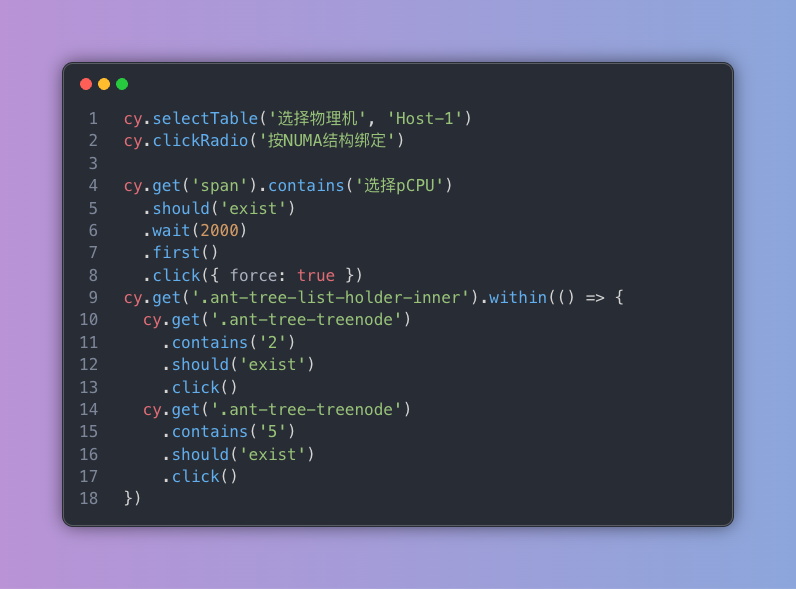 1 cy.selectTable('选择物理机', 'Host-1')
2 cy.clickRadio('按NUMA结构绑定')
3
4 cy.get('span').contains('选择pCPU')
5   .should('exist')
6   .wait(2000)
7   .first()
8   .click({ force: true })
9 cy.get('.ant-tree-list-holder-inner').within(() => {
10   cy.get('.ant-tree-treenode')
11     .contains('2')
12     .should('exist')
13     .click()
14   cy.get('.ant-tree-treenode')
15     .contains('5')
16     .should('exist')
17     .click()
18 })